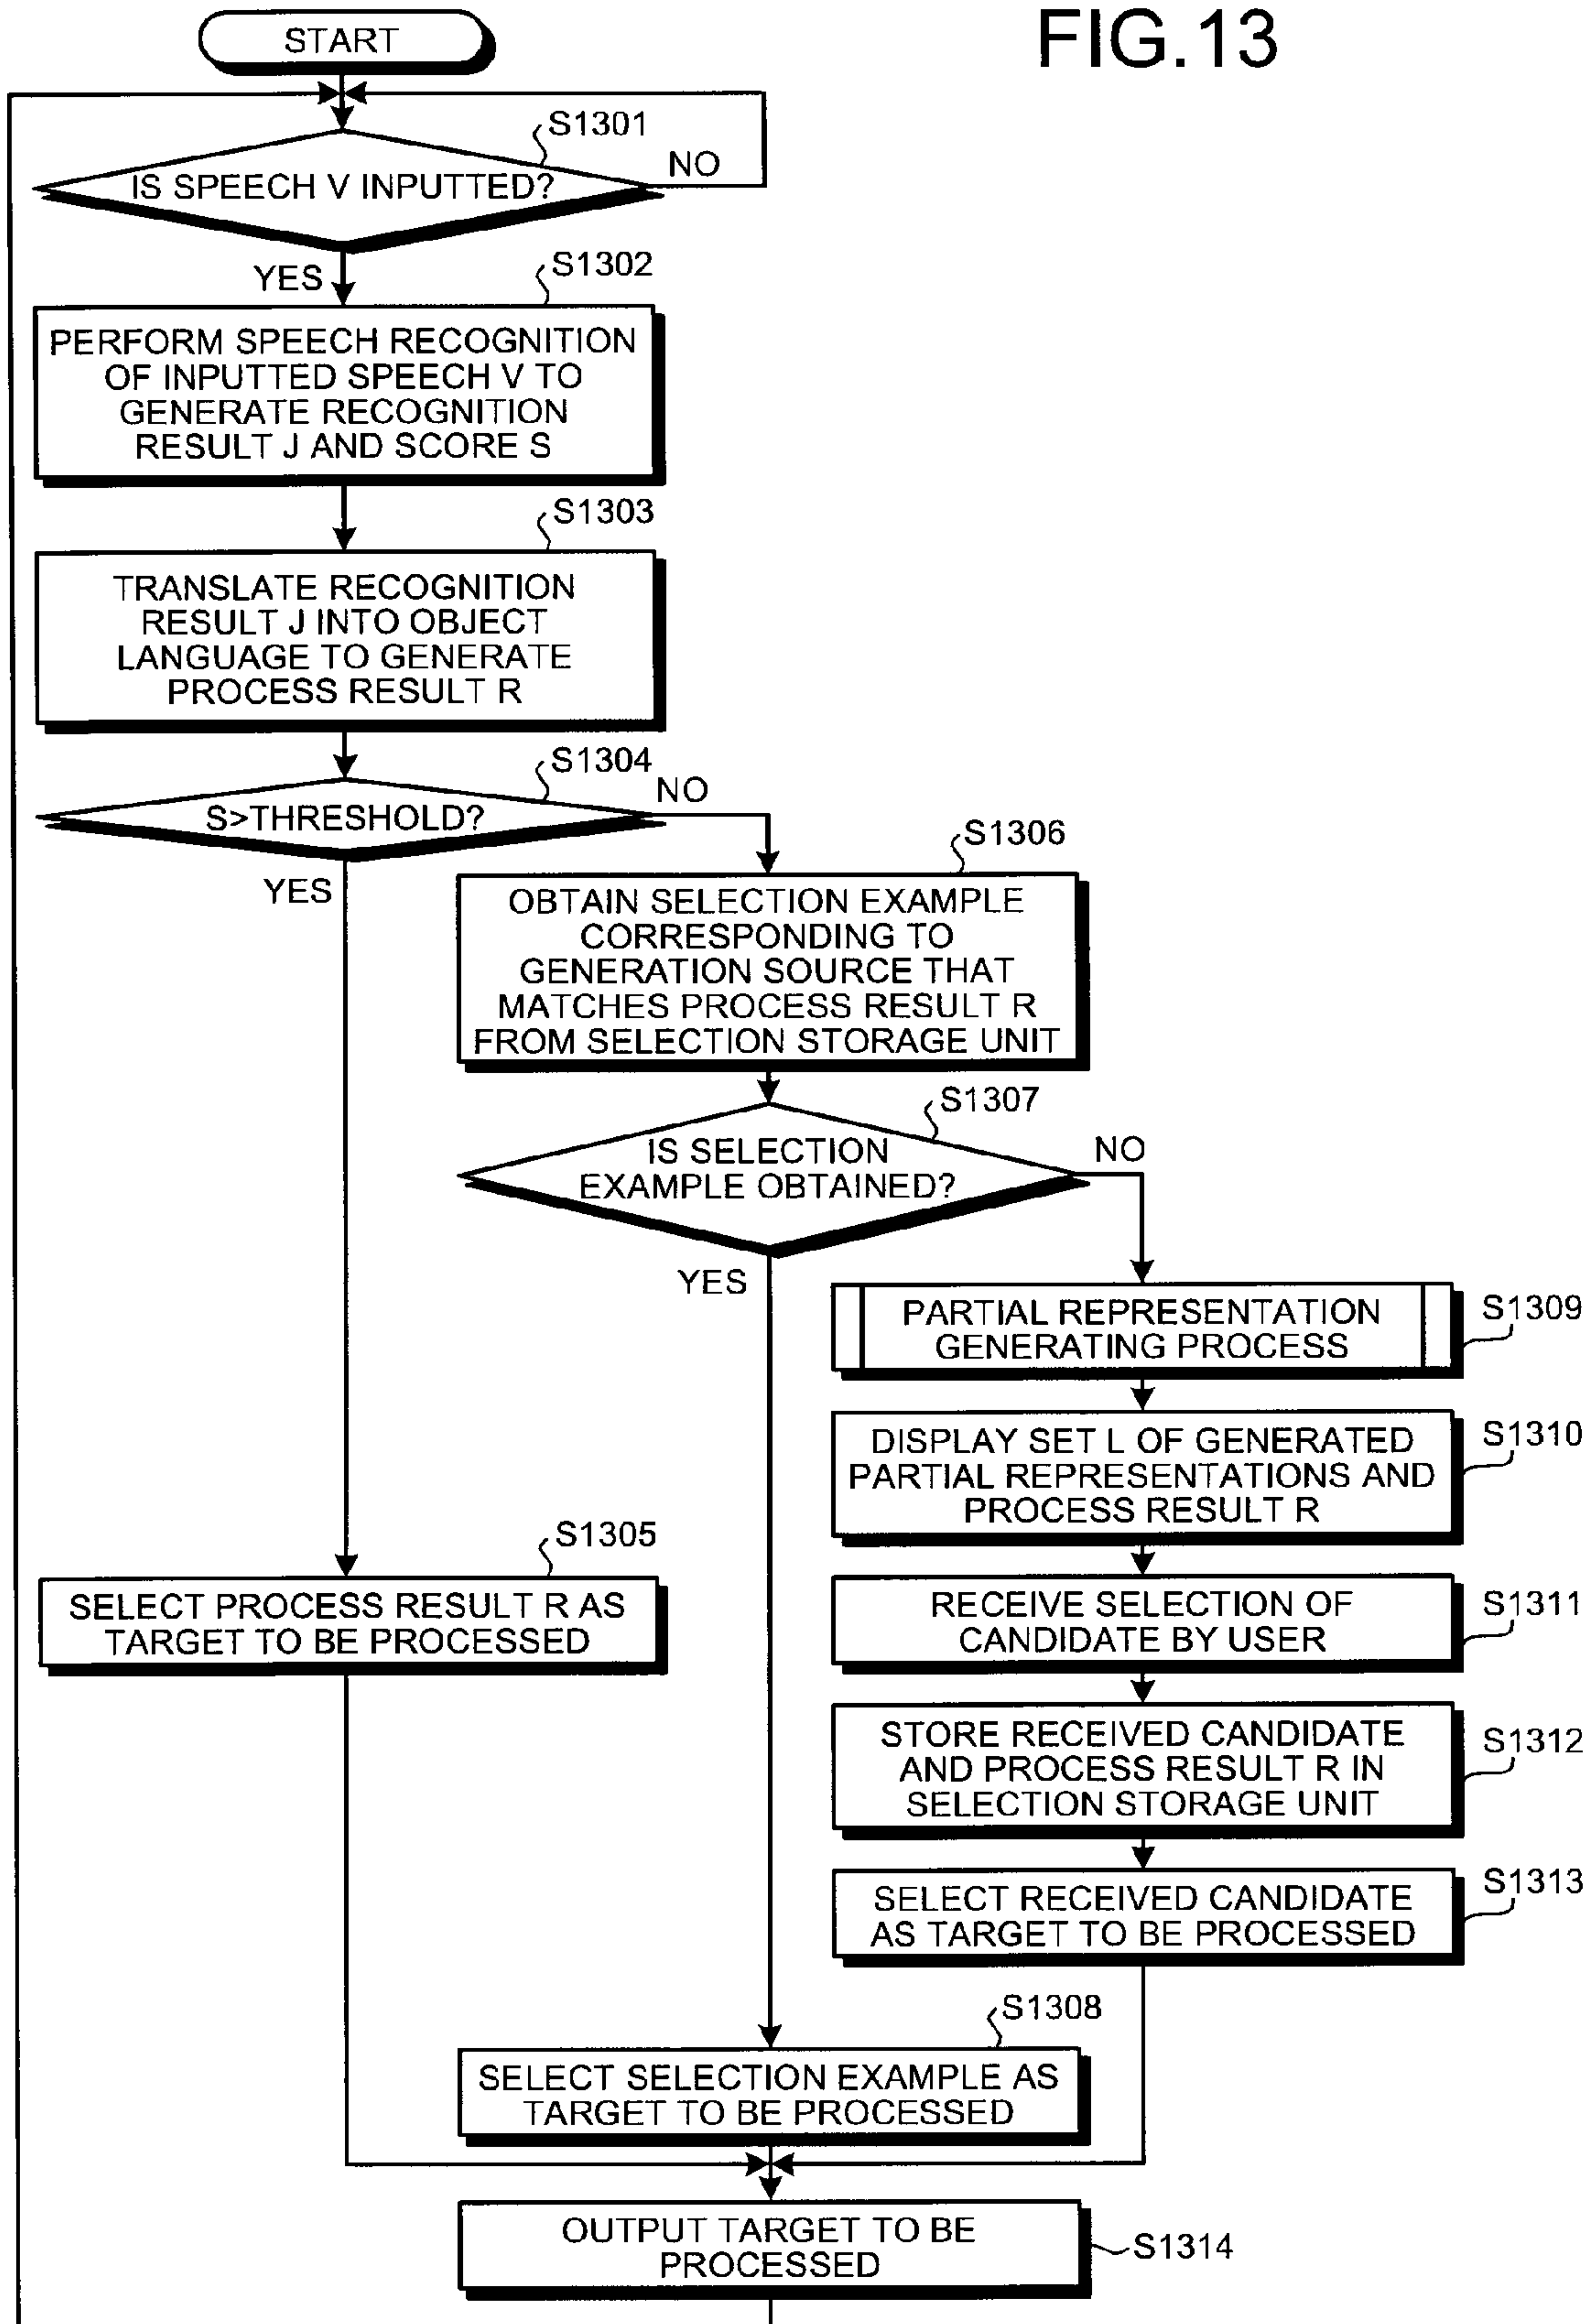 FIG.13
START
S1301
IS SPEECH V INPUTTED?
NO
YES
S1302
PERFORM SPEECH RECOGNITION
OF INPUTTED SPEECH V TO
GENERATE RECOGNITION
RESULT J AND SCORE S
S1303
TRANSLATE RECOGNITION
RESULT J INTO OBJECT
LANGUAGE TO GENERATE
PROCESS RESULT R
S1304
S>THRESHOLD?
NO
YES
S1306
OBTAIN SELECTION EXAMPLE
CORRESPONDING TO
GENERATION SOURCE THAT
MATCHES PROCESS RESULT R
FROM SELECTION STORAGE UNIT
S1307
IS SELECTION
EXAMPLE OBTAINED?
NO
YES
PARTIAL REPRESENTATION
GENERATING PROCESS
S1309
DISPLAY SET L OF GENERATED
PARTIAL REPRESENTATIONS AND
PROCESS RESULT R
S1310
S1305
SELECT PROCESS RESULT R AS
TARGET TO BE PROCESSED
RECEIVE SELECTION OF
CANDIDATE BY USER
S1311
STORE RECEIVED CANDIDATE
AND PROCESS RESULT R IN
SELECTION STORAGE UNIT
S1312
SELECT RECEIVED CANDIDATE
AS TARGET TO BE PROCESSED
S1313
S1308
SELECT SELECTION EXAMPLE AS
TARGET TO BE PROCESSED
OUTPUT TARGET TO BE
PROCESSED
S1314